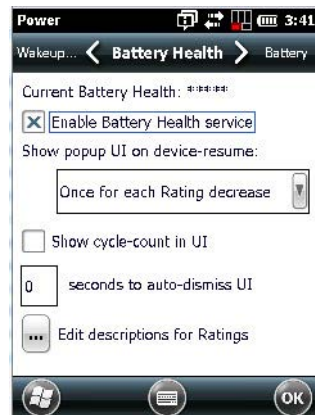 Power 3:41
Wakeup... Battery Health Battery
Current Battery Health: *****
Enable Battery Health service
Show popup UI on device-resume:
Once for each Rating decrease
Show cycle-count in UI
0 seconds to auto-dismiss UI
... Edit descriptions for Ratings
OK